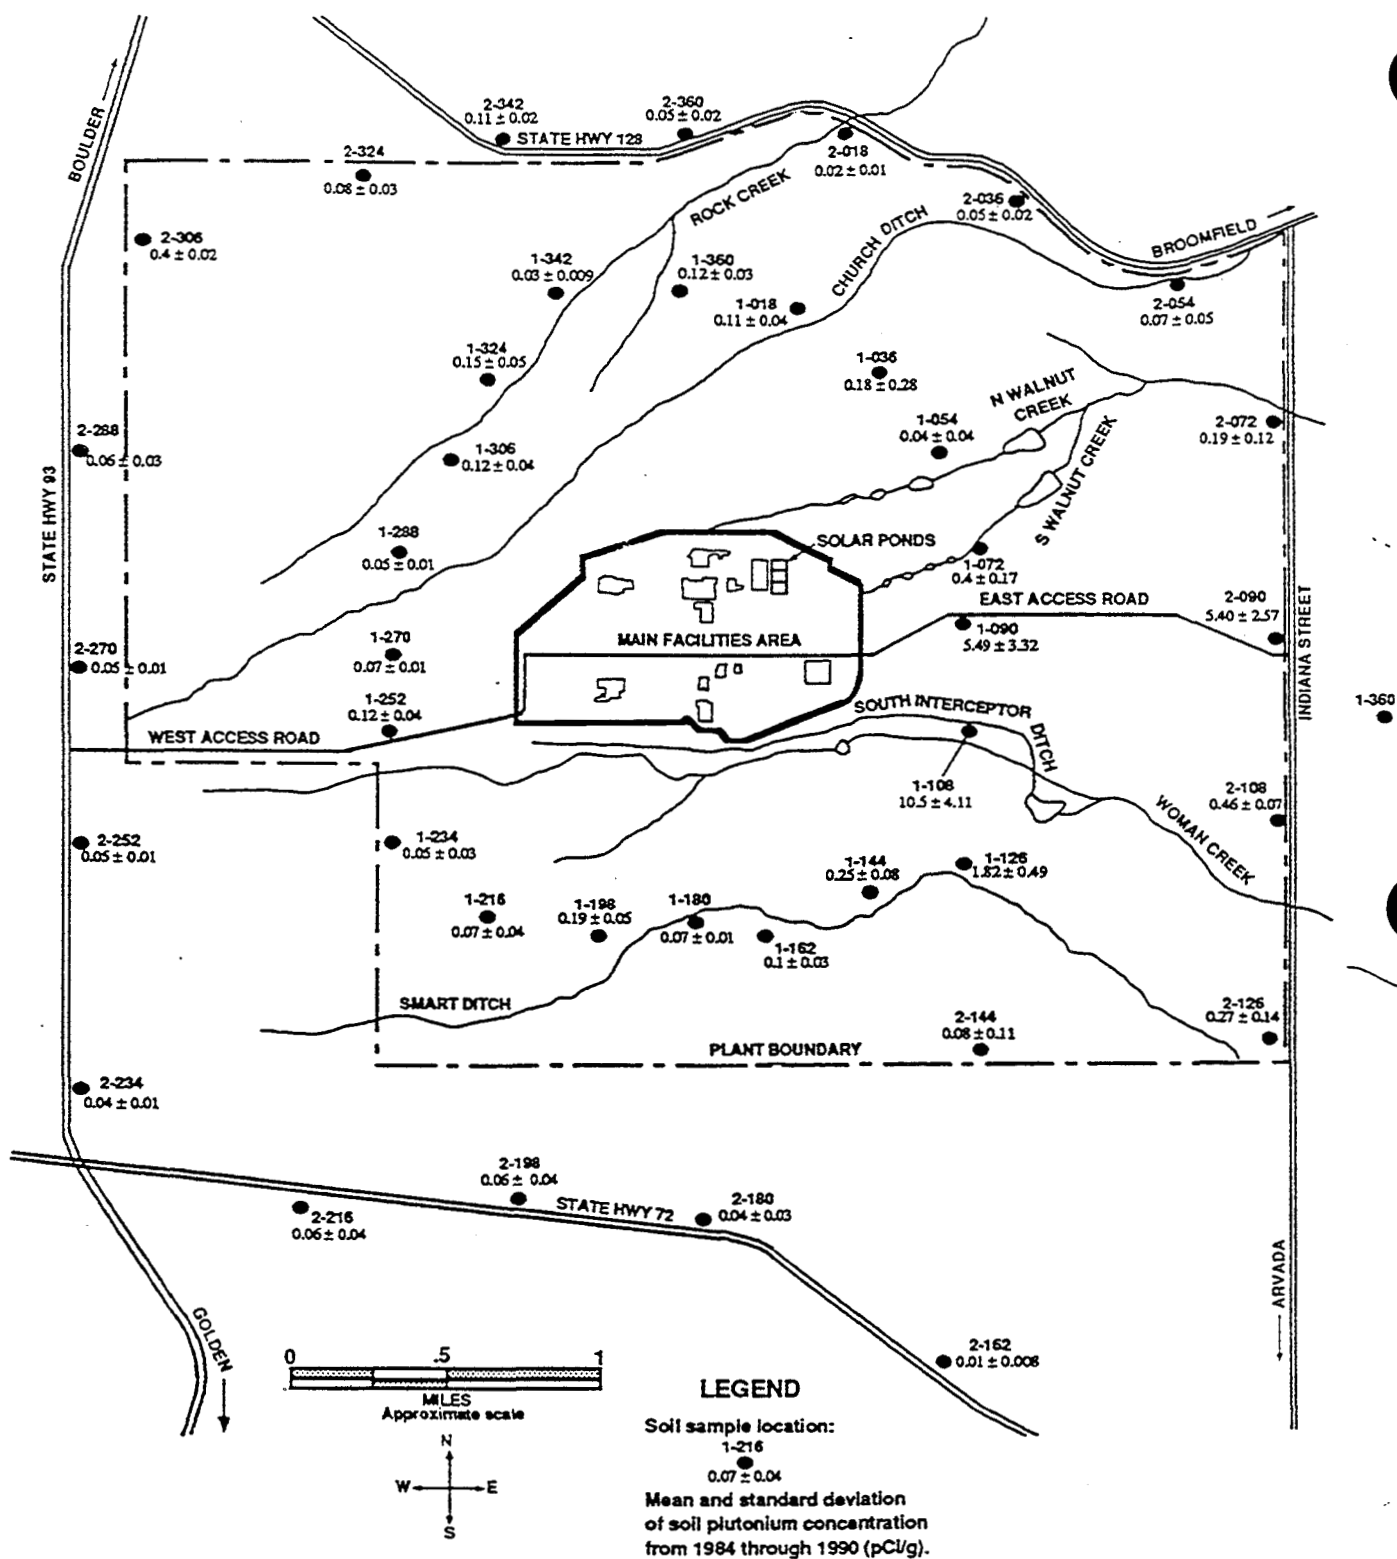 2-342
0.11 ± 0.02
2-360
0.05 ± 0.02
STATE HWY 128
BOULDER
2-324
0.08 ± 0.03
2-018
0.02 ± 0.01
ROCK CREEK
2-036
0.05 ± 0.02
CHURCH DITCH
BROOMFIELD
2-306
0.4 ± 0.02
1-342
0.03 ± 0.009
1-360
0.12 ± 0.03
1-018
0.11 ± 0.04
2-054
0.07 ± 0.05
1-324
0.15 ± 0.05
1-036
0.18 ± 0.28
N WALNUT
CREEK
2-288
0.06 ± 0.03
1-306
0.12 ± 0.04
1-054
0.04 ± 0.04
2-072
0.19 ± 0.12
S WALNUT CREEK
STATE HWY 93
1-288
0.05 ± 0.01
SOLAR PONDS
1-072
0.4 ± 0.17
EAST ACCESS ROAD
2-090
5.40 ± 2.57
1-090
5.49 ± 3.32
MAIN FACILITIES AREA
INDIANA STREET
2-270
0.05 ± 0.01
1-270
0.07 ± 0.01
1-252
0.12 ± 0.04
WEST ACCESS ROAD
SOUTH INTERCEPTOR
DITCH
1-360
1-108
10.5 ± 4.11
2-108
0.46 ± 0.07
WOMAN CREEK
2-252
0.05 ± 0.01
1-234
0.05 ± 0.03
1-144
0.25 ± 0.08
1-126
1.82 ± 0.49
1-216
0.07 ± 0.04
1-198
0.19 ± 0.05
1-180
0.07 ± 0.01
1-162
0.1 ± 0.03
SMART DITCH
2-144
0.08 ± 0.11
2-126
0.27 ± 0.14
PLANT BOUNDARY
2-234
0.04 ± 0.01
2-198
0.06 ± 0.04
STATE HWY 72
2-180
0.04 ± 0.03
2-216
0.06 ± 0.04
GOLDEN
ARVADA
2-162
0.01 ± 0.008
0 .5 1
MILES
Approximate scale
N
W E
S
LEGEND
Soil sample location:
1-216
0.07 ± 0.04
Mean and standard deviation
of soil plutonium concentration
from 1984 through 1990 (pCi/g).